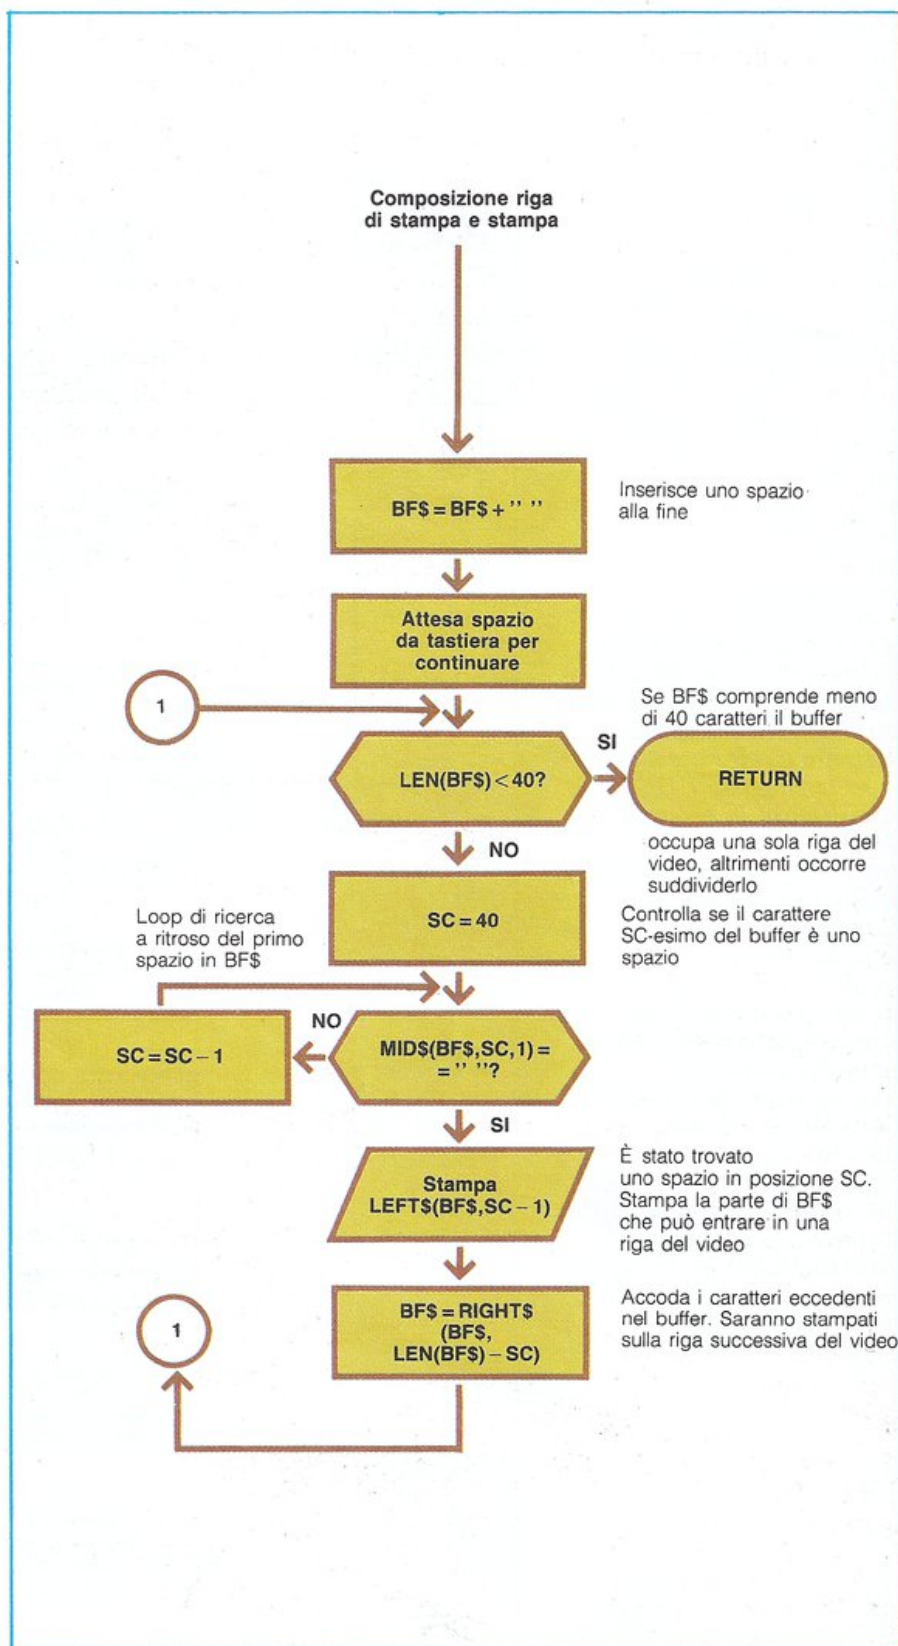 Composizione riga
di stampa e stampa
BF$ = BF$ + ” ”
Inserisce uno spazio
alla fine
Attesa spazio
da tastiera per
continuare
1
Se BF$ comprende meno
di 40 caratteri il buffer
LEN(BF$) < 40?
SI
RETURN
NO
occupa una sola riga del
video, altrimenti occorre
suddividerlo
SC = 40
Controlla se il carattere
SC-esimo del buffer è uno
spazio
Loop di ricerca
a ritroso del primo
spazio in BF$
NO
SC = SC – 1
MID$(BF$,SC,1) =
= ” ”?
SI
Stampa
LEFT$(BF$,SC – 1)
È stato trovato
uno spazio in posizione SC.
Stampa la parte di BF$
che può entrare in una
riga del video
BF$ = RIGHT$
(BF$,
LEN(BF$) – SC)
Accoda i caratteri eccedenti
nel buffer. Saranno stampati
sulla riga successiva del video
1